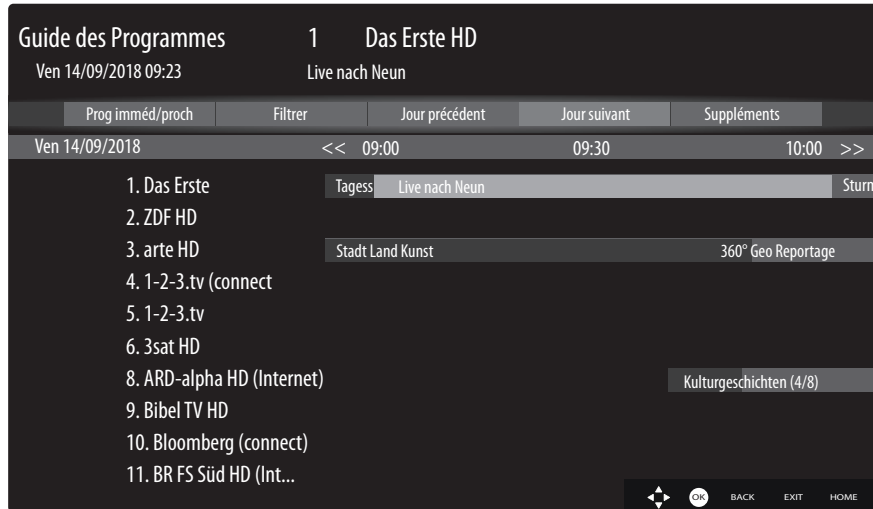 Guide des Programmes 1 Das Erste HD
Ven 14/09/2018 09:23 Live nach Neun
Prog imméd/proch Filtrer Jour précédent Jour suivant Suppléments
Ven 14/09/2018 << 09:00 09:30 10:00 >>
1. Das Erste Tagess Live nach Neun Sturm
2. ZDF HD
3. arte HD Stadt Land Kunst 360° Geo Reportage
4. 1-2-3.tv (connect
5. 1-2-3.tv
6. 3sat HD
8. ARD-alpha HD (Internet) Kulturgeschichten (4/8)
9. Bibel TV HD
10. Bloomberg (connect)
11. BR FS Süd HD (Int...
OK BACK EXIT HOME